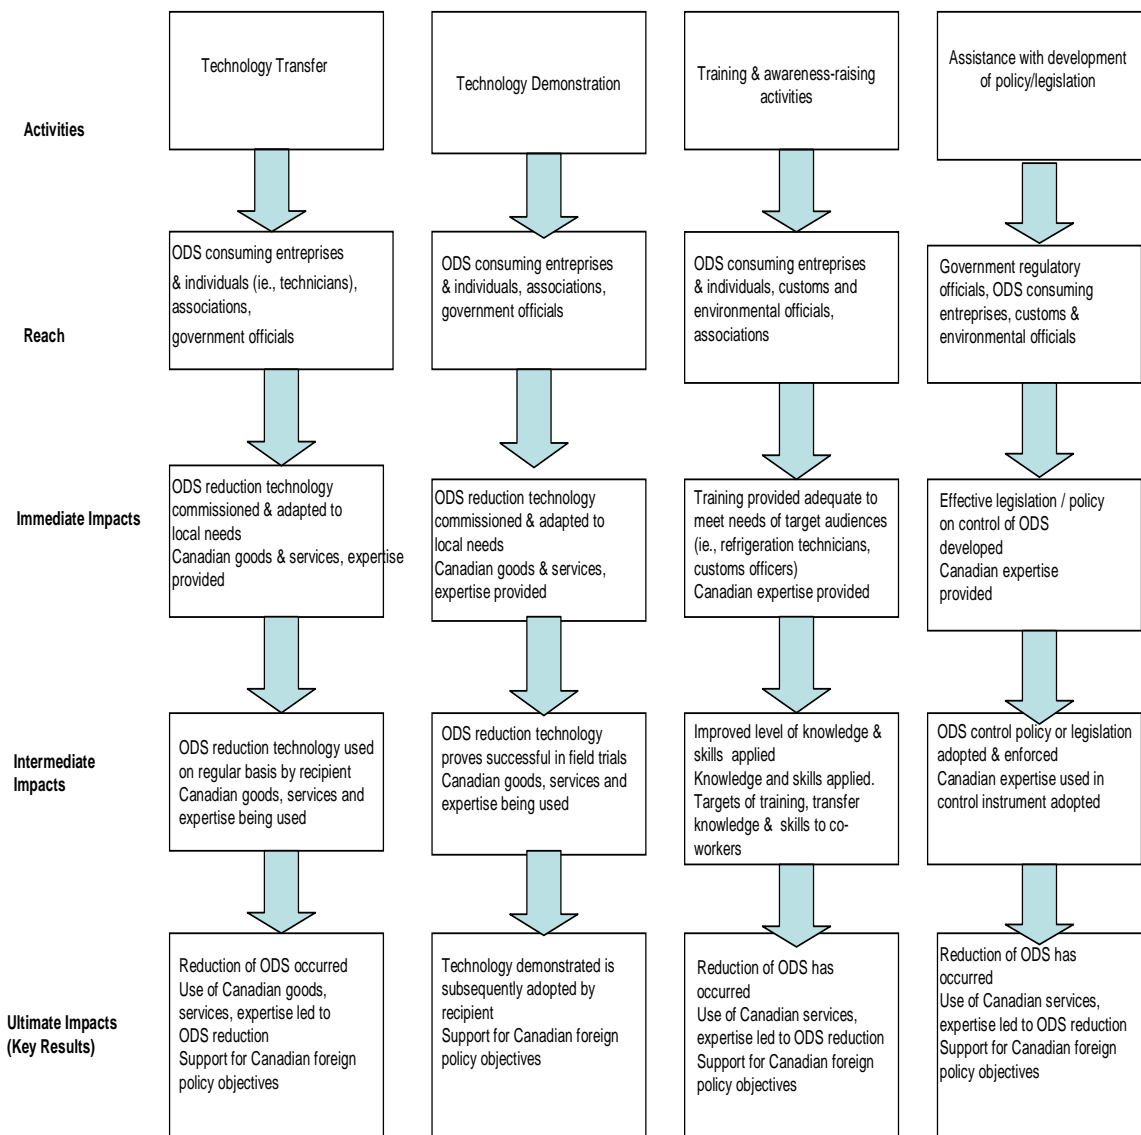 Activities
Technology Transfer
Technology Demonstration
Training & awareness-raising
activities
Assistance with development
of policy/legislation
Reach
ODS consuming entreprises
& individuals (ie., technicians),
associations,
government officials
ODS consuming entreprises
& individuals, associations,
government officials
ODS consuming entreprises
& individuals, customs and
environmental officials,
associations
Government regulatory
officials, ODS consuming
entreprises, customs &
environmental officials
Immediate Impacts
ODS reduction technology
commissioned & adapted to
local needs
Canadian goods & services, expertise
provided
ODS reduction technology
commissioned & adapted to
local needs
Canadian goods & services,
expertise provided
Training provided adequate to
meet needs of target audiences
(ie., refrigeration technicians,
customs officers)
Canadian expertise provided
Effective legislation / policy
on control of ODS
developed
Canadian expertise
provided
Intermediate
Impacts
ODS reduction technology used
on regular basis by recipient
Canadian goods, services and
expertise being used
ODS reduction technology
proves successful in field trials
Canadian goods, services and
expertise being used
Improved level of knowledge &
skills applied
Knowledge and skills applied.
Targets of training, transfer
knowledge & skills to co-
workers
ODS control policy or legislation
adopted & enforced
Canadian expertise used in
control instrument adopted
Ultimate Impacts
(Key Results)
Reduction of ODS occurred
Use of Canadian goods,
services, expertise led to
ODS reduction
Support for Canadian foreign
policy objectives
Technology demonstrated is
subsequently adopted by
recipient
Support for Canadian foreign
policy objectives
Reduction of ODS has
occurred
Use of Canadian services,
expertise led to ODS reduction
Support for Canadian foreign
policy objectives
Reduction of ODS has
occurred
Use of Canadian services,
expertise led to ODS reduction
Support for Canadian foreign
policy objectives